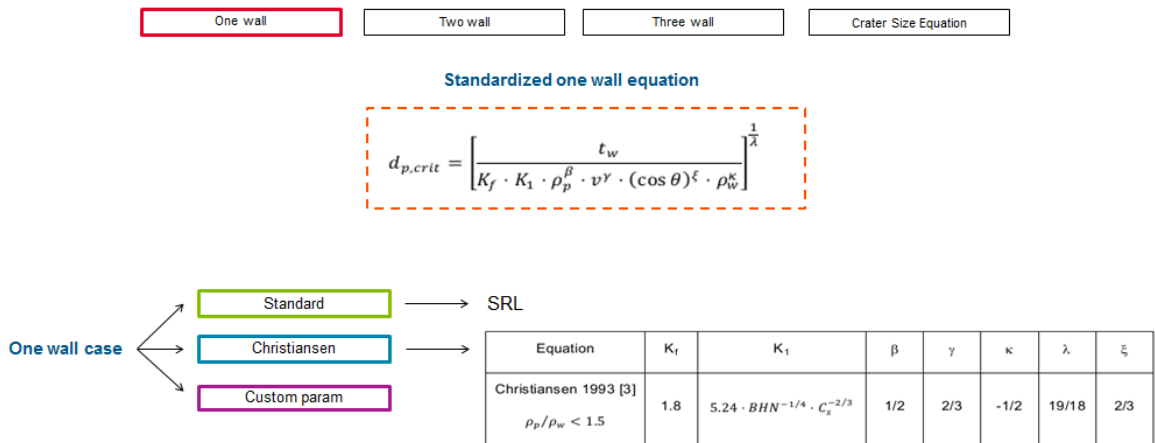 One wall Two wall Three wall Crater Size Equation
Standardized one wall equation
d_{p,crit} = [ t_w / (K_f · K_1 · ρ_p^β · v^γ · (cos θ)^ξ · ρ_w^κ) ]^{1/λ}
Standard SRL
One wall case Christiansen
Custom param
Equation K_f K_1 β γ κ λ ξ
Christiansen 1993 [3]
ρ_p/ρ_w < 1.5 1.8 5.24 · BHN^{-1/4} · C_s^{-2/3} 1/2 2/3 -1/2 19/18 2/3